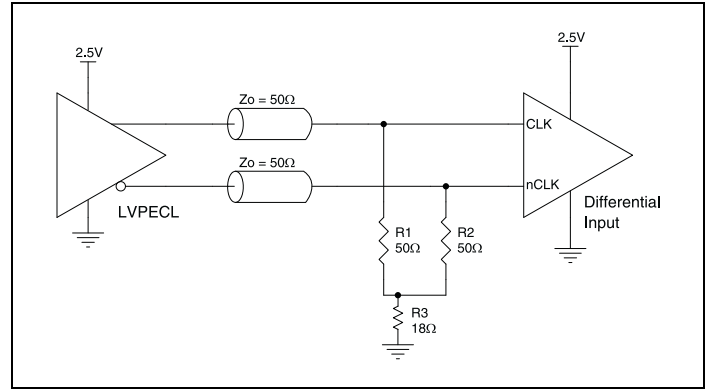 2.5V
2.5V
Zo = 50Ω
CLK
Zo = 50Ω
nCLK
LVPECL
Differential
Input
R1
50Ω
R2
50Ω
R3
18Ω